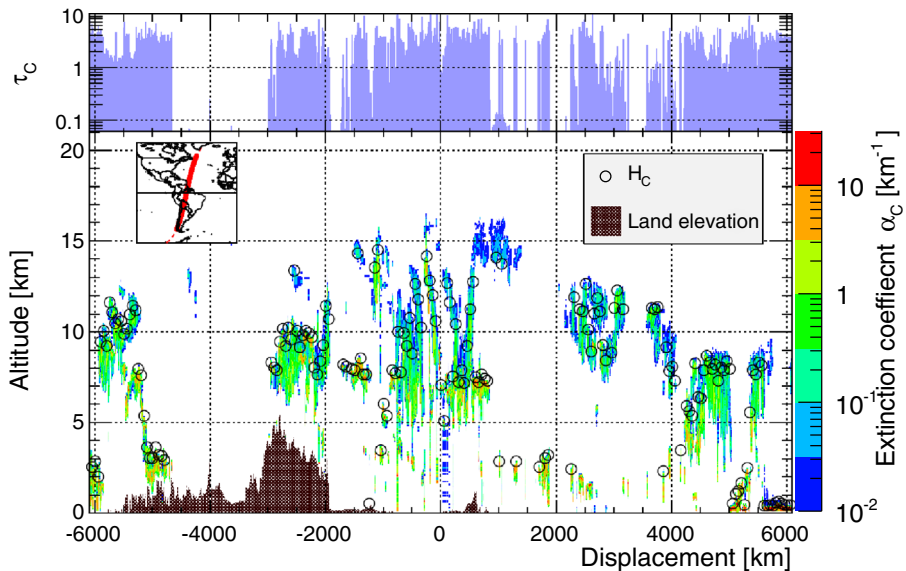 10
1
0.1
τC
20
15
10
5
0
Altitude [km]
HC
Land elevation
10
1
10⁻¹
10⁻²
Extinction coeffiecnt αC [km⁻¹]
-6000 -4000 -2000 0 2000 4000 6000
Displacement [km]